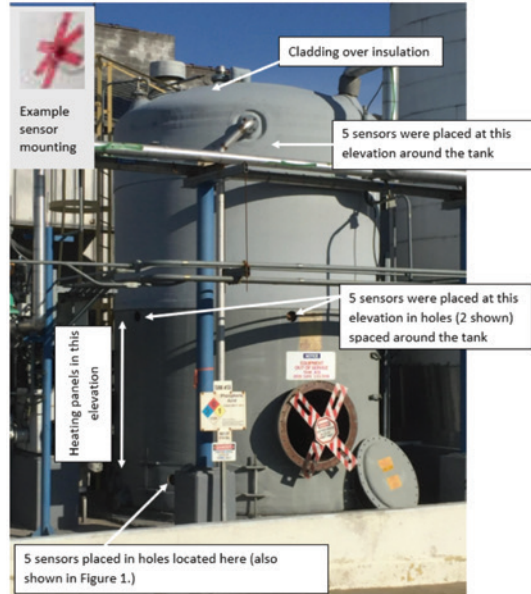 Example
sensor
mounting
Cladding over insulation
5 sensors were placed at this
elevation around the tank
5 sensors were placed at this
elevation in holes (2 shown)
spaced around the tank
Heating panels in this
elevation
NOTICE
5 sensors placed in holes located here (also
shown in Figure 1.)